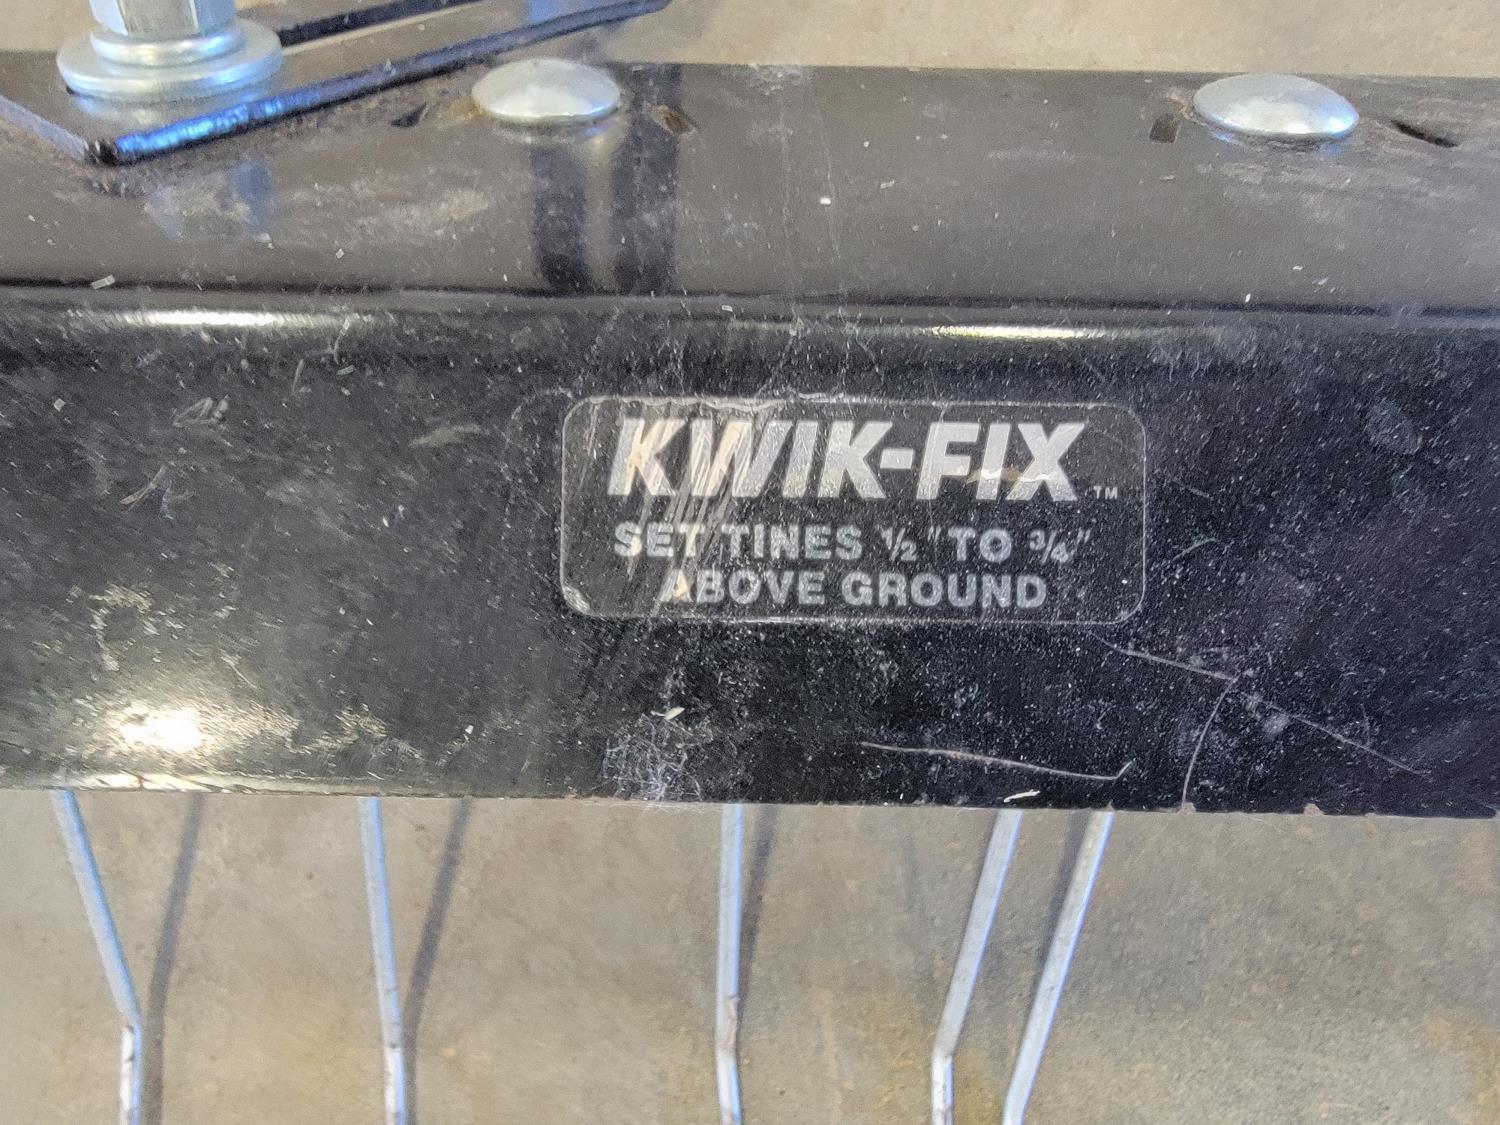 KWIK-FIX™
SET TINES ½" TO ¾"
ABOVE GROUND